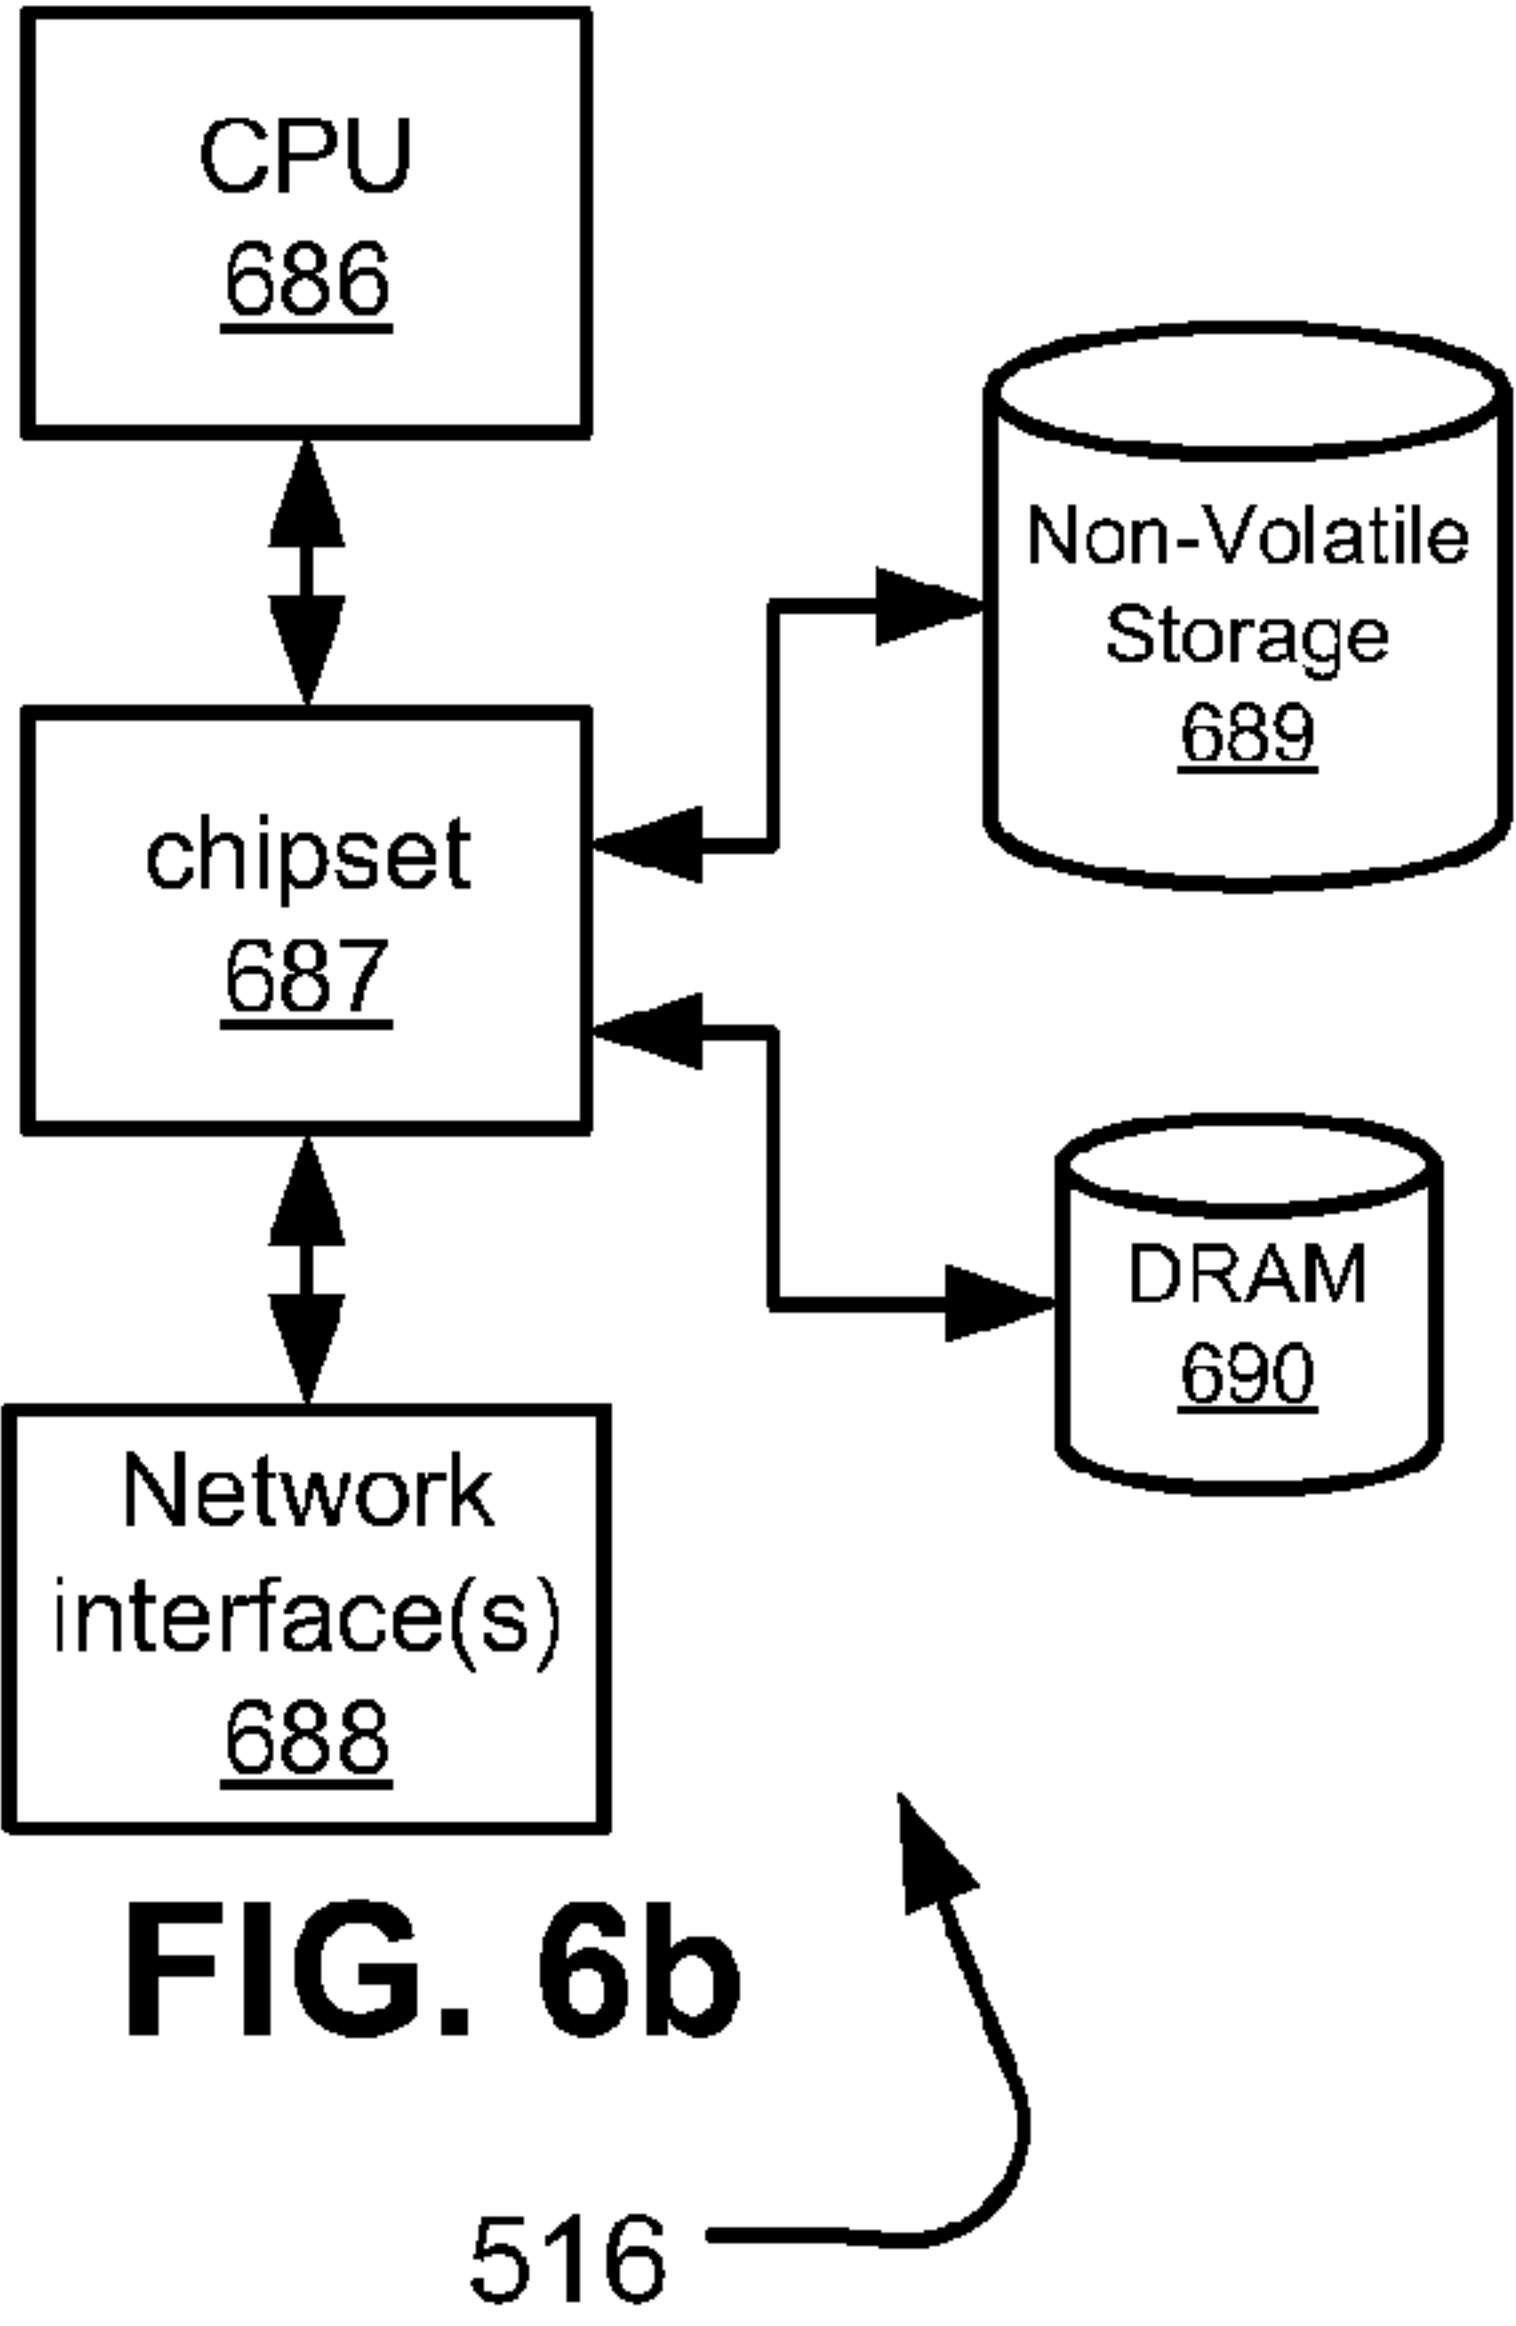 CPU
686
Non-Volatile
Storage
689
chipset
687
DRAM
690
Network
interface(s)
688
FIG. 6b
516